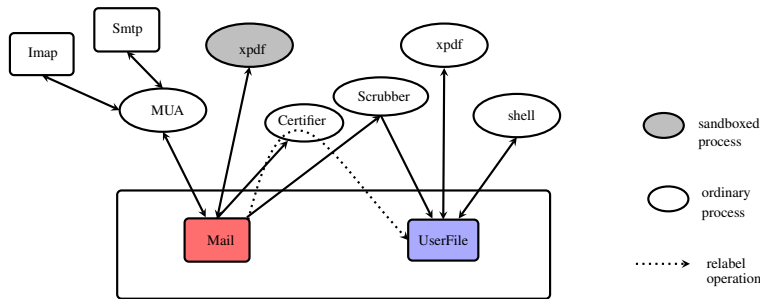 Smtp
Imap
xpdf
xpdf
MUA
Scrubber
Certifier
shell
sandboxed
process
ordinary
process
Mail
UserFile
relabel
operation